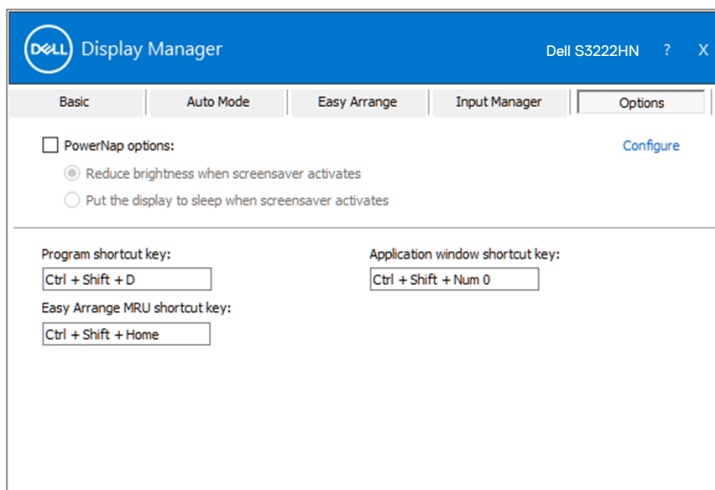 DELL Display Manager
Dell S3222HN ? X
Basic Auto Mode Easy Arrange Input Manager Options
PowerNap options: Configure
Reduce brightness when screensaver activates
Put the display to sleep when screensaver activates
Program shortcut key: Application window shortcut key:
Ctrl + Shift + D Ctrl + Shift + Num 0
Easy Arrange MRU shortcut key:
Ctrl + Shift + Home